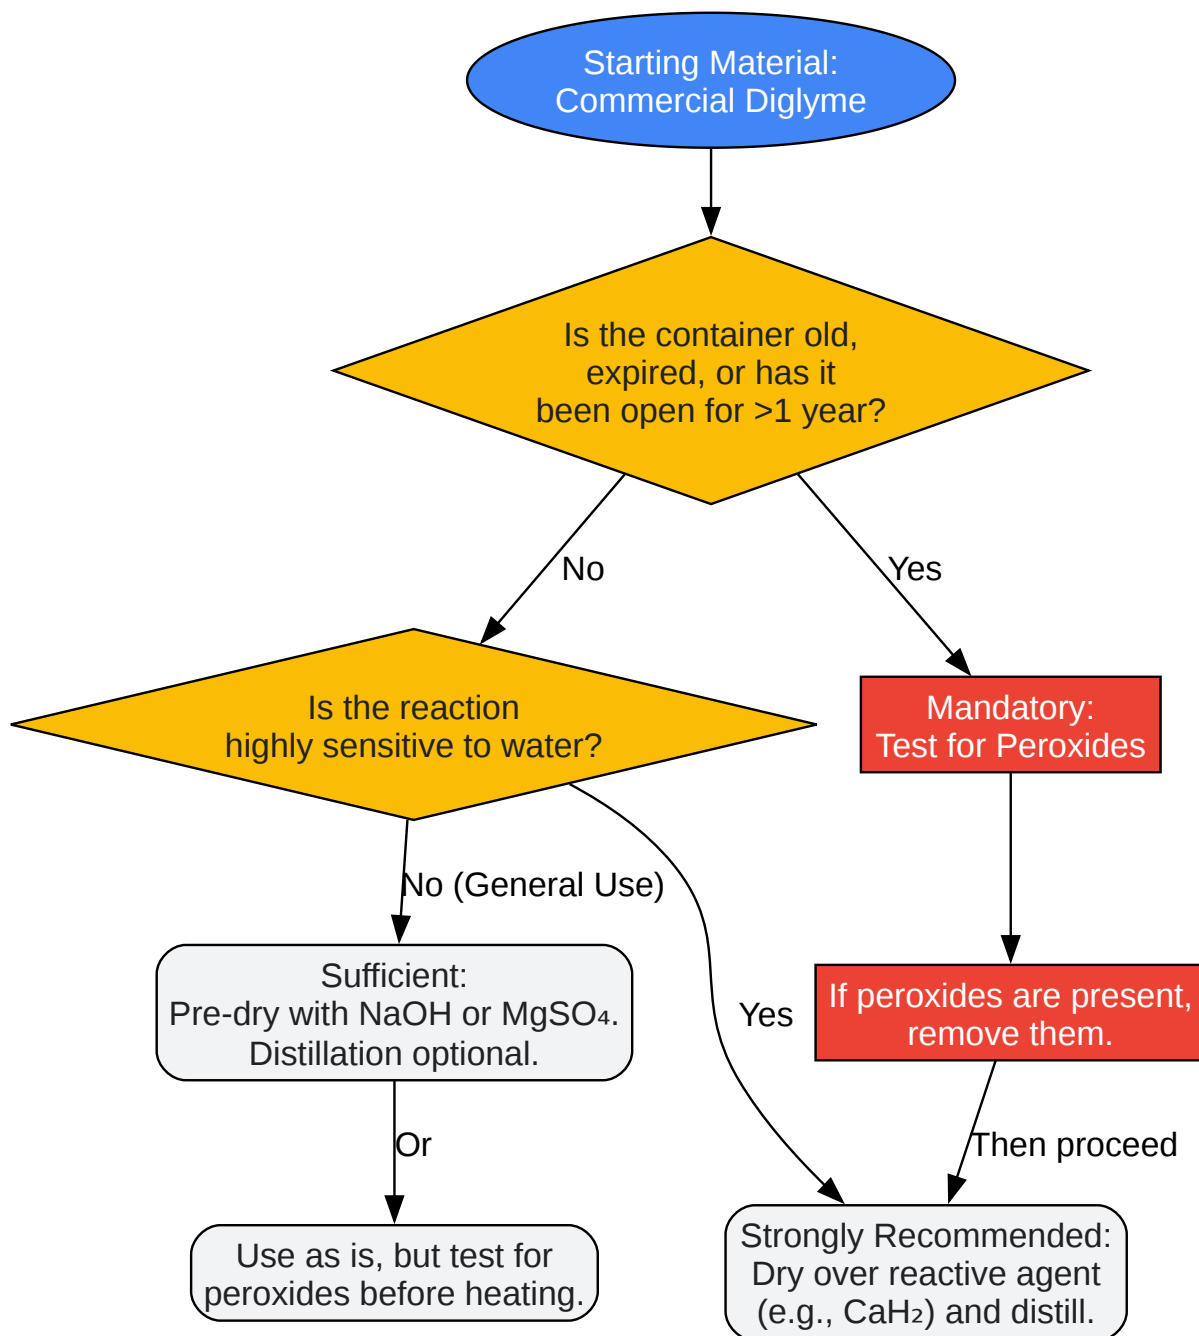 Starting Material:
Commercial Diglyme
Is the container old,
expired, or has it
been open for >1 year?
No
Yes
Is the reaction
highly sensitive to water?
Mandatory:
Test for Peroxides
No (General Use)
Sufficient:
Pre-dry with NaOH or MgSO₄.
Distillation optional.
Yes
If peroxides are present,
remove them.
Or
Then proceed
Use as is, but test for
peroxides before heating.
Strongly Recommended:
Dry over reactive agent
(e.g., CaH₂) and distill.